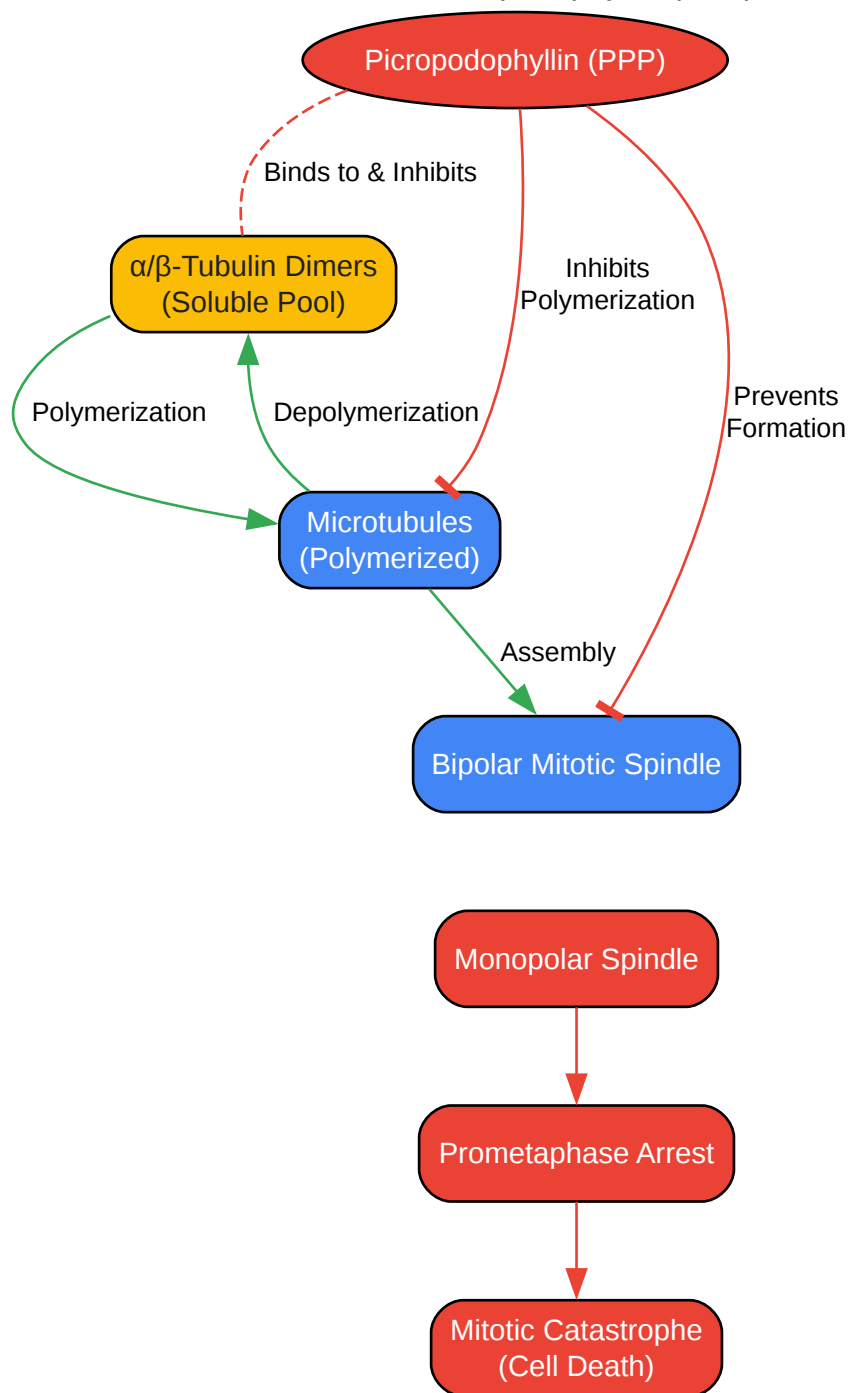 Picropodophyllin (PPP)
Binds to & Inhibits
α/β-Tubulin Dimers
(Soluble Pool)
Inhibits
Polymerization
Polymerization
Depolymerization
Prevents
Formation
Microtubules
(Polymerized)
Assembly
Bipolar Mitotic Spindle
Monopolar Spindle
Prometaphase Arrest
Mitotic Catastrophe
(Cell Death)